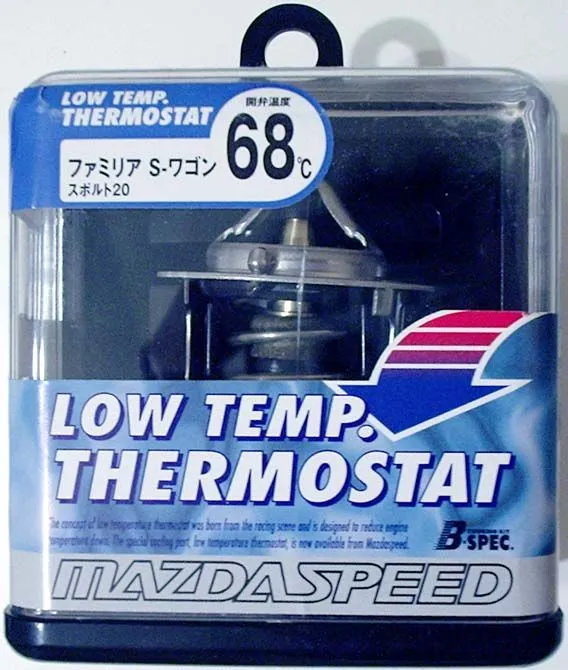 LOW TEMP.
THERMOSTAT
開弁温度
68℃
ファミリア S-ワゴン
スポルト20
LOW TEMP.
THERMOSTAT
The concept of low temperature thermostat was born from the racing scene and is designed to reduce engine
temperature down. The special cooling part, low temperature thermostat, is now available from Mazdaspeed.
B-SPEC.
MAZDASPEED